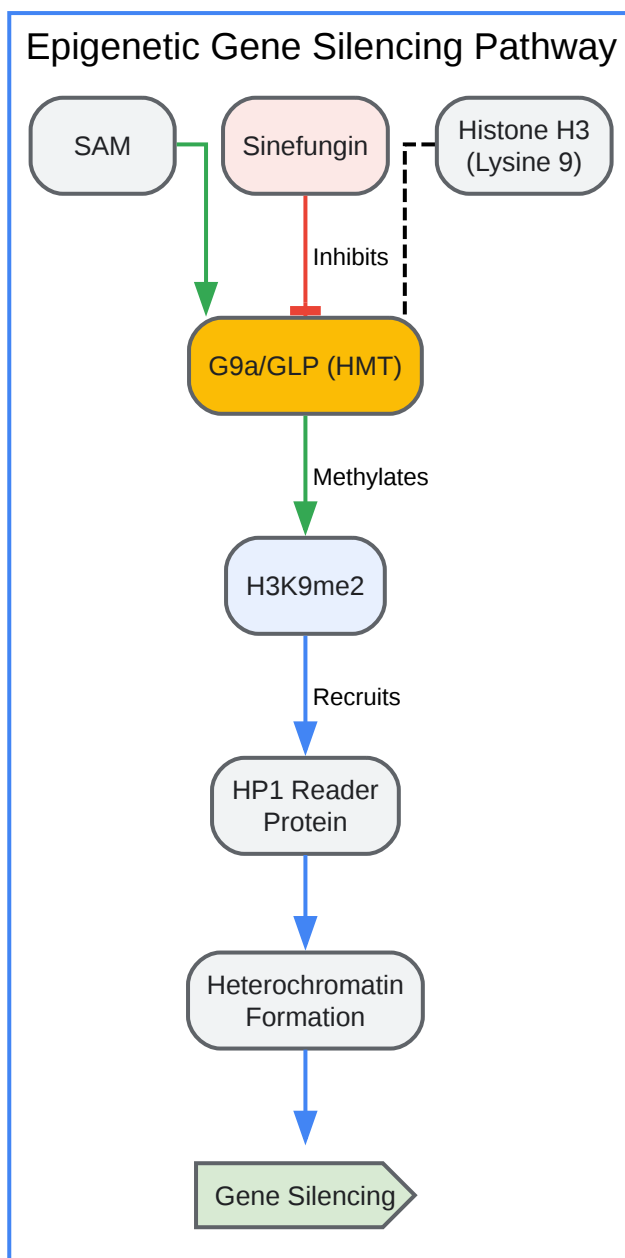 Epigenetic Gene Silencing Pathway
SAM
Sinefungin
Histone H3
(Lysine 9)
Inhibits
G9a/GLP (HMT)
Methylates
H3K9me2
Recruits
HP1 Reader
Protein
Heterochromatin
Formation
Gene Silencing